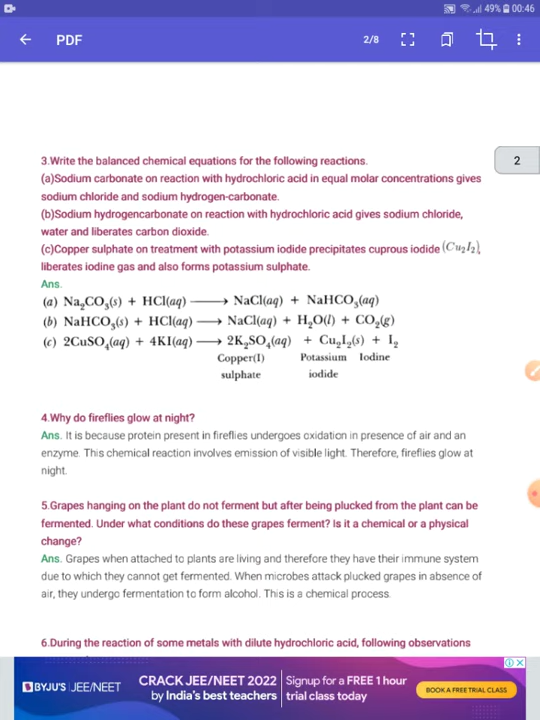 49% 00:46
PDF 2/8
2
3.Write the balanced chemical equations for the following reactions.
(a)Sodium carbonate on reaction with hydrochloric acid in equal molar concentrations gives
sodium chloride and sodium hydrogen-carbonate.
(b)Sodium hydrogencarbonate on reaction with hydrochloric acid gives sodium chloride,
water and liberates carbon dioxide.
(c)Copper sulphate on treatment with potassium iodide precipitates cuprous iodide (Cu₂I₂),
liberates iodine gas and also forms potassium sulphate.
Ans.
(a) Na₂CO₃(s) + HCl(aq) ⟶ NaCl(aq) + NaHCO₃(aq)
(b) NaHCO₃(s) + HCl(aq) ⟶ NaCl(aq) + H₂O(l) + CO₂(g)
(c) 2CuSO₄(aq) + 4KI(aq) ⟶ 2K₂SO₄(aq) + Cu₂I₂(s) + I₂
Copper(I) Potassium Iodine
sulphate iodide
4.Why do fireflies glow at night?
Ans. It is because protein present in fireflies undergoes oxidation in presence of air and an
enzyme. This chemical reaction involves emission of visible light. Therefore, fireflies glow at
night.
5.Grapes hanging on the plant do not ferment but after being plucked from the plant can be
fermented. Under what conditions do these grapes ferment? Is it a chemical or a physical
change?
Ans. Grapes when attached to plants are living and therefore they have their immune system
due to which they cannot get fermented. When microbes attack plucked grapes in absence of
air, they undergo fermentation to form alcohol. This is a chemical process.
6.During the reaction of some metals with dilute hydrochloric acid, following observations
BYJU'S | JEE/NEET
CRACK JEE/NEET 2022
by India's best teachers
Signup for a FREE 1 hour
trial class today
BOOK A FREE TRIAL CLASS